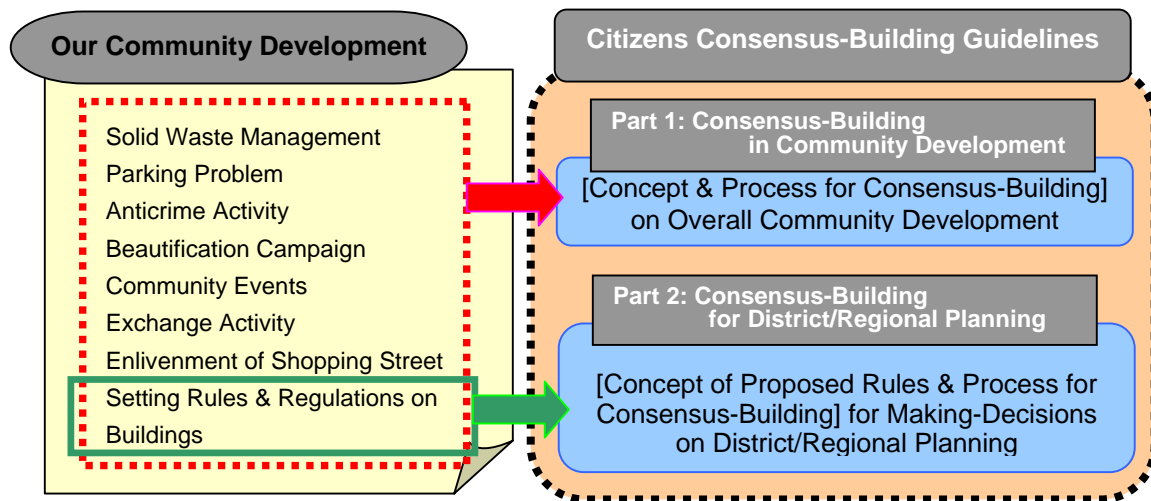 Our Community Development
Solid Waste Management
Parking Problem
Anticrime Activity
Beautification Campaign
Community Events
Exchange Activity
Enlivenment of Shopping Street
Setting Rules & Regulations on
Buildings
Citizens Consensus-Building Guidelines
Part 1: Consensus-Building
in Community Development
[Concept & Process for Consensus-Building]
on Overall Community Development
Part 2: Consensus-Building
for District/Regional Planning
[Concept of Proposed Rules & Process for
Consensus-Building] for Making-Decisions
on District/Regional Planning